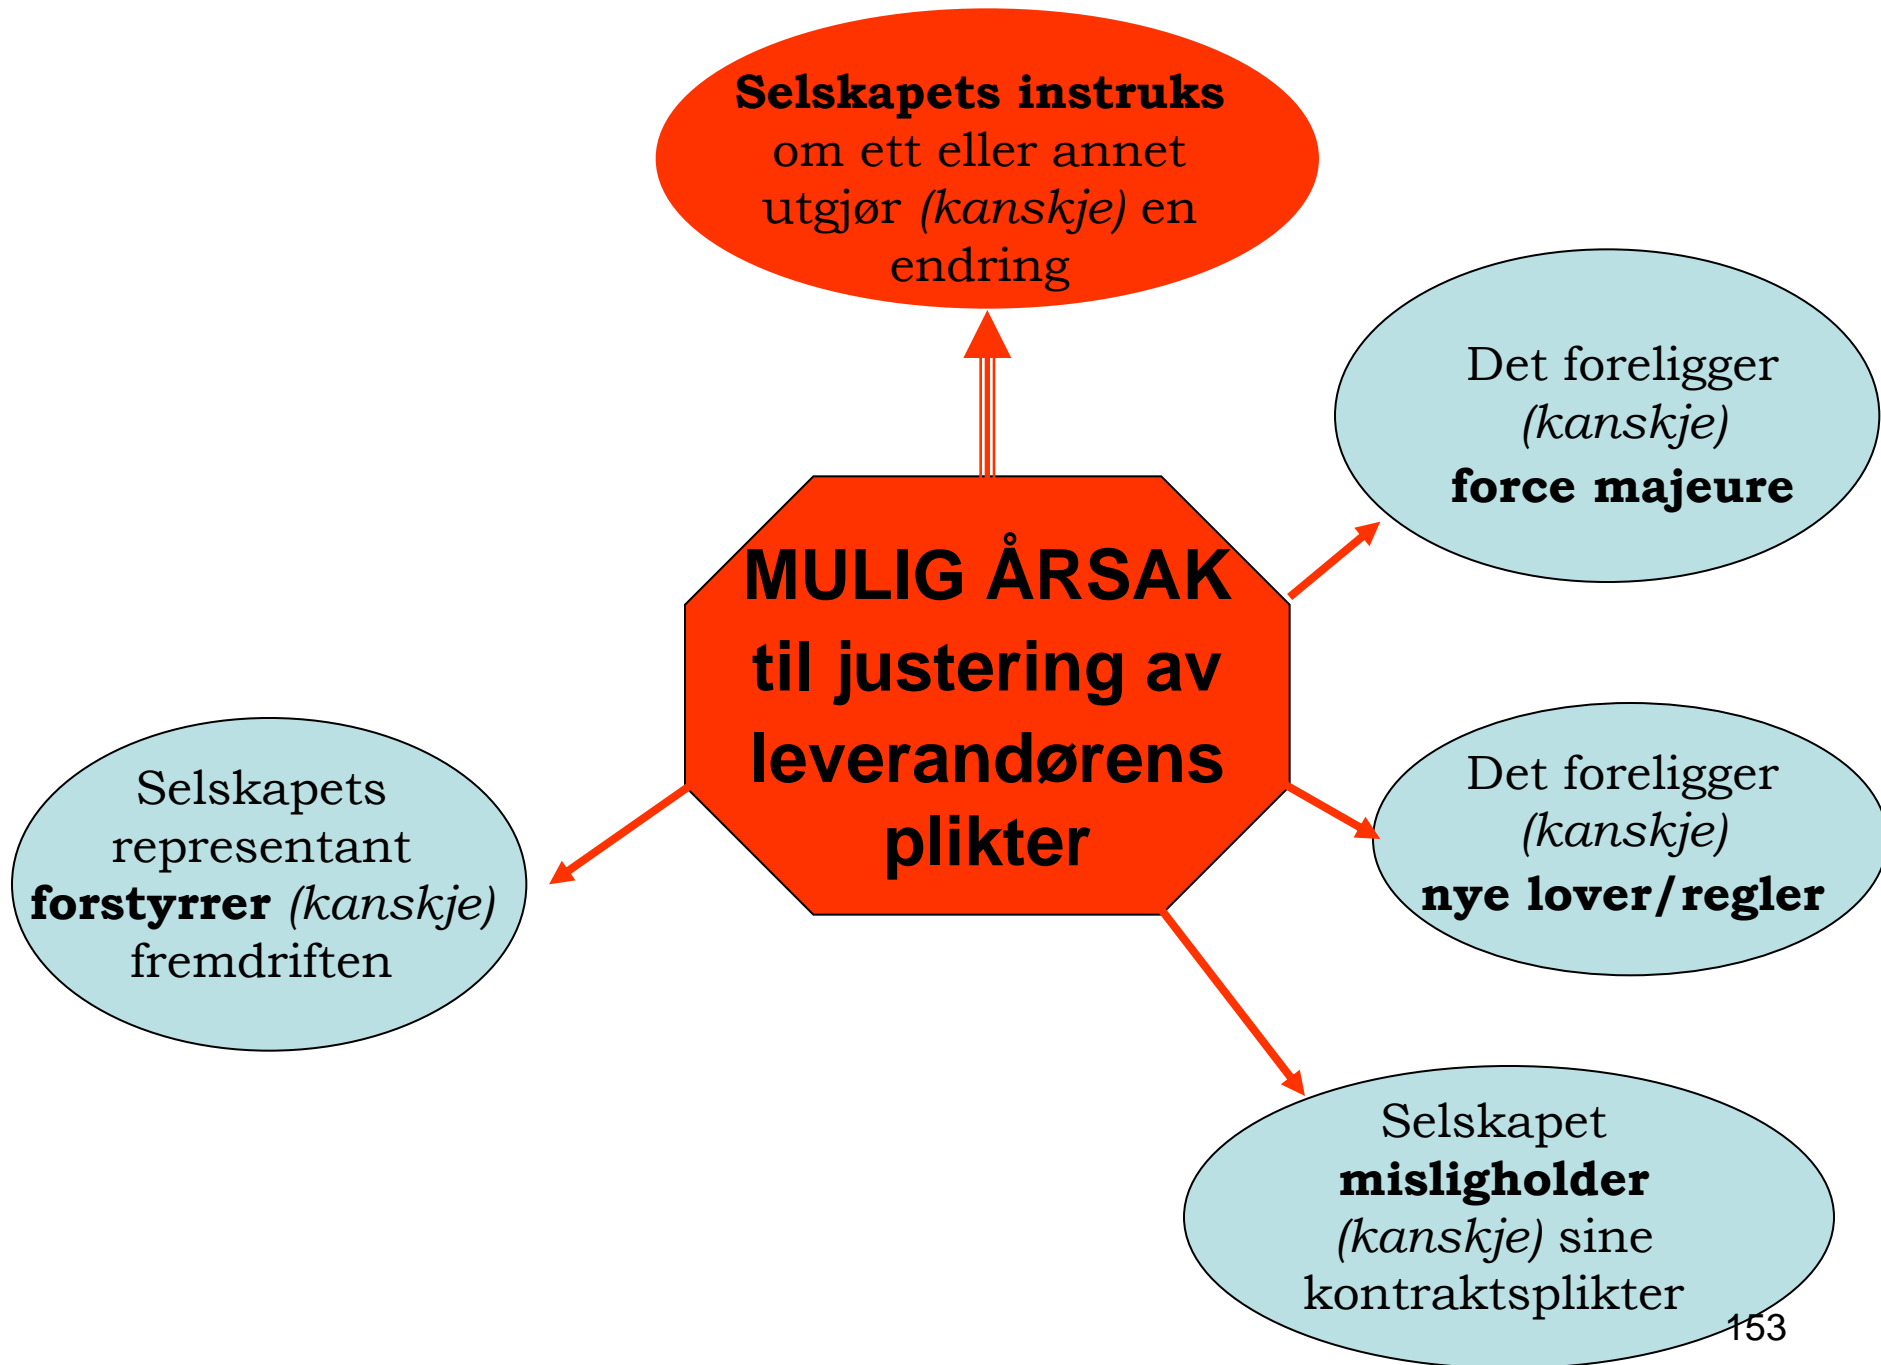 Selskapets instruks
om ett eller annet
utgjør (kanskje) en
endring
Det foreligger
(kanskje)
force majeure
MULIG ÅRSAK
til justering av
leverandørens
plikter
Selskapets
representant
forstyrrer (kanskje)
fremdriften
Det foreligger
(kanskje)
nye lover/regler
Selskapet
misligholder
(kanskje) sine
kontraktsplikter
153